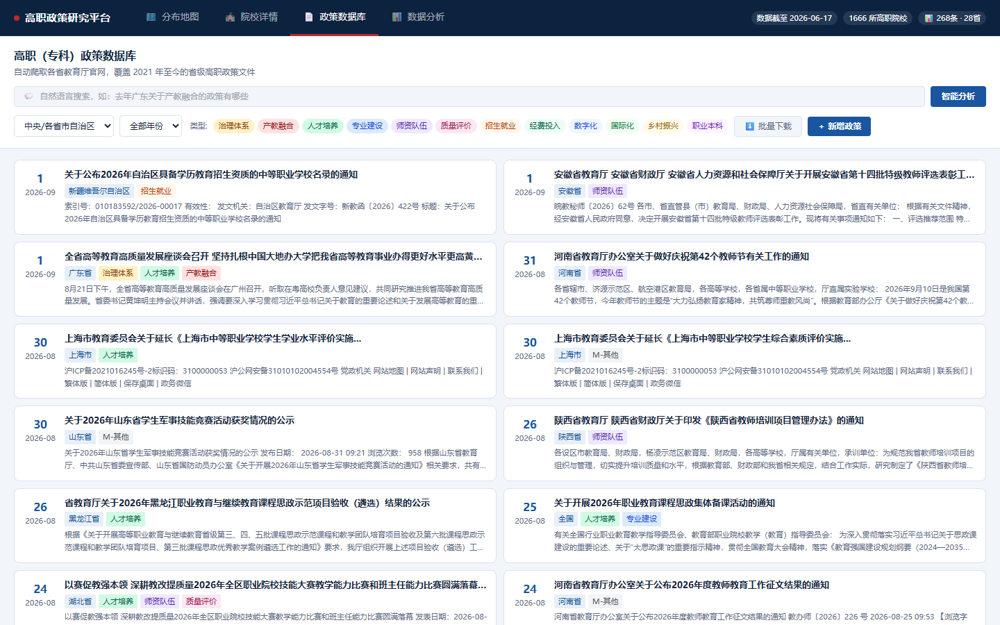 高职政策研究平台
分布地图
院校详情
政策数据库
数据分析
数据截至 2026-06-17
1666 所高职院校
268条 · 28首
高职（专科）政策数据库
自动爬取各省教育厅官网，覆盖 2021 年至今的省级高职政策文件
自然语言搜索，如：去年广东关于产教融合的政策有哪些
智能分析
中央/各省市自治区
全部年份
类型:
治理体系
产教融合
人才培养
专业建设
师资队伍
质量评价
招生就业
经费投入
数字化
国际化
乡村振兴
职业本科
批量下载
+ 新增政策
1
2026-09
关于公布2026年自治区具备学历教育招生资质的中等职业学校名录的通知
新疆维吾尔自治区
招生就业
索引号：010183592/2026-00017 有效性： 发文机关：自治区教育厅 发文字号：新教函〔2026〕422号 标题：关于公布
2026年自治区具备学历教育招生资质的中等职业学校名录的通知
1
2026-09
安徽省教育厅 安徽省财政厅 安徽省人力资源和社会保障厅关于开展安徽省第十四批特级教师评选表彰工...
安徽省
师资队伍
皖教秘师〔2026〕62号 各市、省直管县（市）教育局、财政局、人力资源社会保障局，省直有关单位： 根据有关文件精神，
经安徽省人民政府同意，决定开展安徽省第十四批特级教师评选表彰工作。现将有关事项通知如下： 一、评选推荐范围 特...
1
2026-09
全省高等教育高质量发展座谈会召开 坚持扎根中国大地办大学把我省高等教育事业办得更好水平更高黄...
广东省
治理体系
人才培养
产教融合
8月21日下午，全省高等教育高质量发展座谈会在广州召开，听取在粤高校负责人意见建议，共同研究推进我省高等教育高质
量发展。省委书记黄坤明主持会议并讲话，强调要深入学习贯彻习近平总书记关于教育的重要论述和关于发展高等教育的重...
31
2026-08
河南省教育厅办公室关于做好庆祝第42个教师节有关工作的通知
河南省
师资队伍
各省辖市、济源示范区、航空港区教育局，各高等学校，各省属中等职业学校，厅直属实验学校： 2026年9月10日是我国第
42个教师节，今年教师节的主题是“大力弘扬教育家精神，共筑尊师重教风尚”。根据教育部办公厅《关于做好庆祝第42个教...
30
2026-08
上海市教育委员会关于延长《上海市中等职业学校学生学业水平评价实施...
上海市
人才培养
沪ICP备2021016245号-2标识码：3100000053 沪公网安备31010102004554号 党政机关 网站地图 | 网站声明 | 联系我们 |
繁体版 | 简体版 | 保存桌面 | 政务微信
30
2026-08
上海市教育委员会关于延长《上海市中等职业学校学生综合素质评价实施...
上海市
M-其他
沪ICP备2021016245号-2标识码：3100000053 沪公网安备31010102004554号 党政机关 网站地图 | 网站声明 | 联系我们 |
繁体版 | 简体版 | 保存桌面 | 政务微信
30
2026-08
关于2026年山东省学生军事技能竞赛活动获奖情况的公示
山东省
M-其他
关于2026年山东省学生军事技能竞赛活动获奖情况的公示 发布日期： 2026-08-31 09:21 浏览次数： 958 根据山东省教育
厅、中共山东省委宣传部、山东省国防动员办公室《关于开展2026年山东省学生军事技能竞赛活动的通知》相关要求，共有...
26
2026-08
陕西省教育厅 陕西省财政厅关于印发《陕西省教师培训项目管理办法》的通知
陕西省
师资队伍
各设区市教育局、财政局，杨凌示范区教育局、财政局，各高等学校，厅属有关单位，承训单位：为规范我省教师培训项目的
组织与管理，切实提升培训质量和水平，根据教育部、财政部和我省相关规定，结合工作实际，研究制定了《陕西省教师培...
26
2026-08
省教育厅关于2026年黑龙江职业教育与继续教育课程思政示范项目验收（遴选）结果的公示
黑龙江省
人才培养
根据《关于开展高等职业教育与继续教育省级第三、四、五批课程思政示范课程和教学团队培育项目验收及第六批课程思政示
范课程和教学团队培育项目、第三批课程思政优秀教学案例遴选工作的通知》要求，我厅组织开展上述项目验收（遴选）工...
25
2026-08
关于开展2026年职业教育课程思政集体备课活动的通知
全国
人才培养
专业建设
有关全国行业职业教育教学指导委员会、教育部职业院校教学（教育）指导委员会： 为深入贯彻落实习近平总书记关于思政课
建设的重要论述、关于“大思政课”的重要指示精神，贯彻全国教育大会精神，落实《教育强国建设规划纲要（2024—2035...
24
2026-08
以赛促教强本领 深耕教改提质量2026年全区职业院校技能大赛教学能力比赛和班主任能力比赛圆满落幕...
湖北省
人才培养
师资队伍
质量评价
以赛促教强本领 深耕教改提质量2026年全区职业院校技能大赛教学能力比赛和班主任能力比赛圆满落幕 发表日期：2026-08-
24
2026-08
河南省教育厅办公室关于公布2026年度教师教育工作征文结果的通知
河南省
M-其他
河南省教育厅办公室关于公布2026年度教师教育工作征文结果的通知 教办师〔2026〕226 号 2026-08-25 09:53 【浏览字